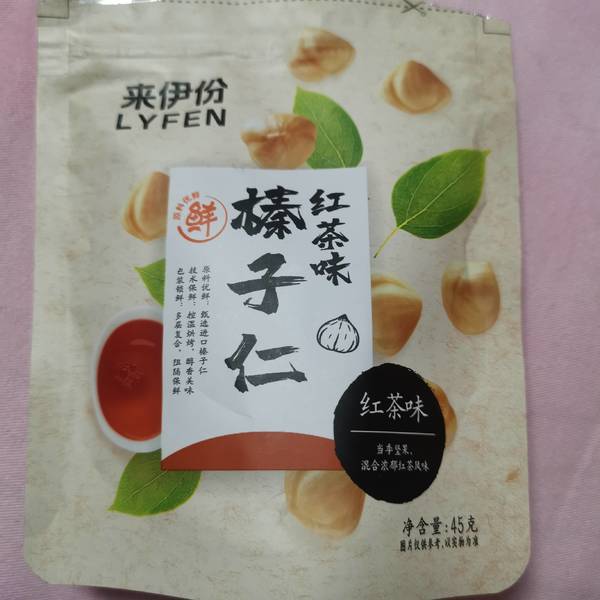 来伊份
LYFEN
原料优鲜
鲜
红茶味
榛子仁
原料优鲜：甄选进口榛子仁
技术保鲜：控温烘烤，醇香美味
包装锁鲜：多层复合，阻隔保鲜
红茶味
当季坚果，
混合浓郁红茶风味
净含量:45克
图片仅供参考,以实物为准